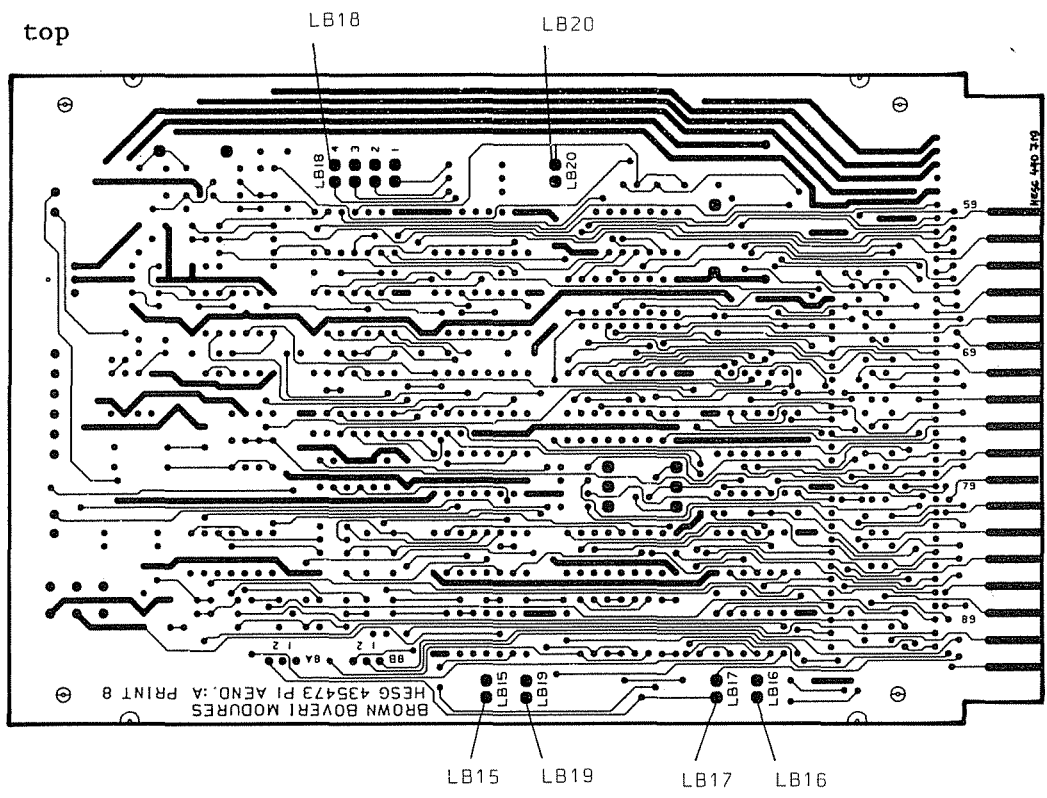 top
LB18
LB20
LB18
4
3
2
1
LB20
HESG 440 719
59
69
79
89
2 1
8A
2 1
8B
LB15
LB19
LB17
LB16
BROWN BOVERI MODURES
HESG 435473 P1 AEND.:A PRINT 8
LB15
LB19
LB17
LB16